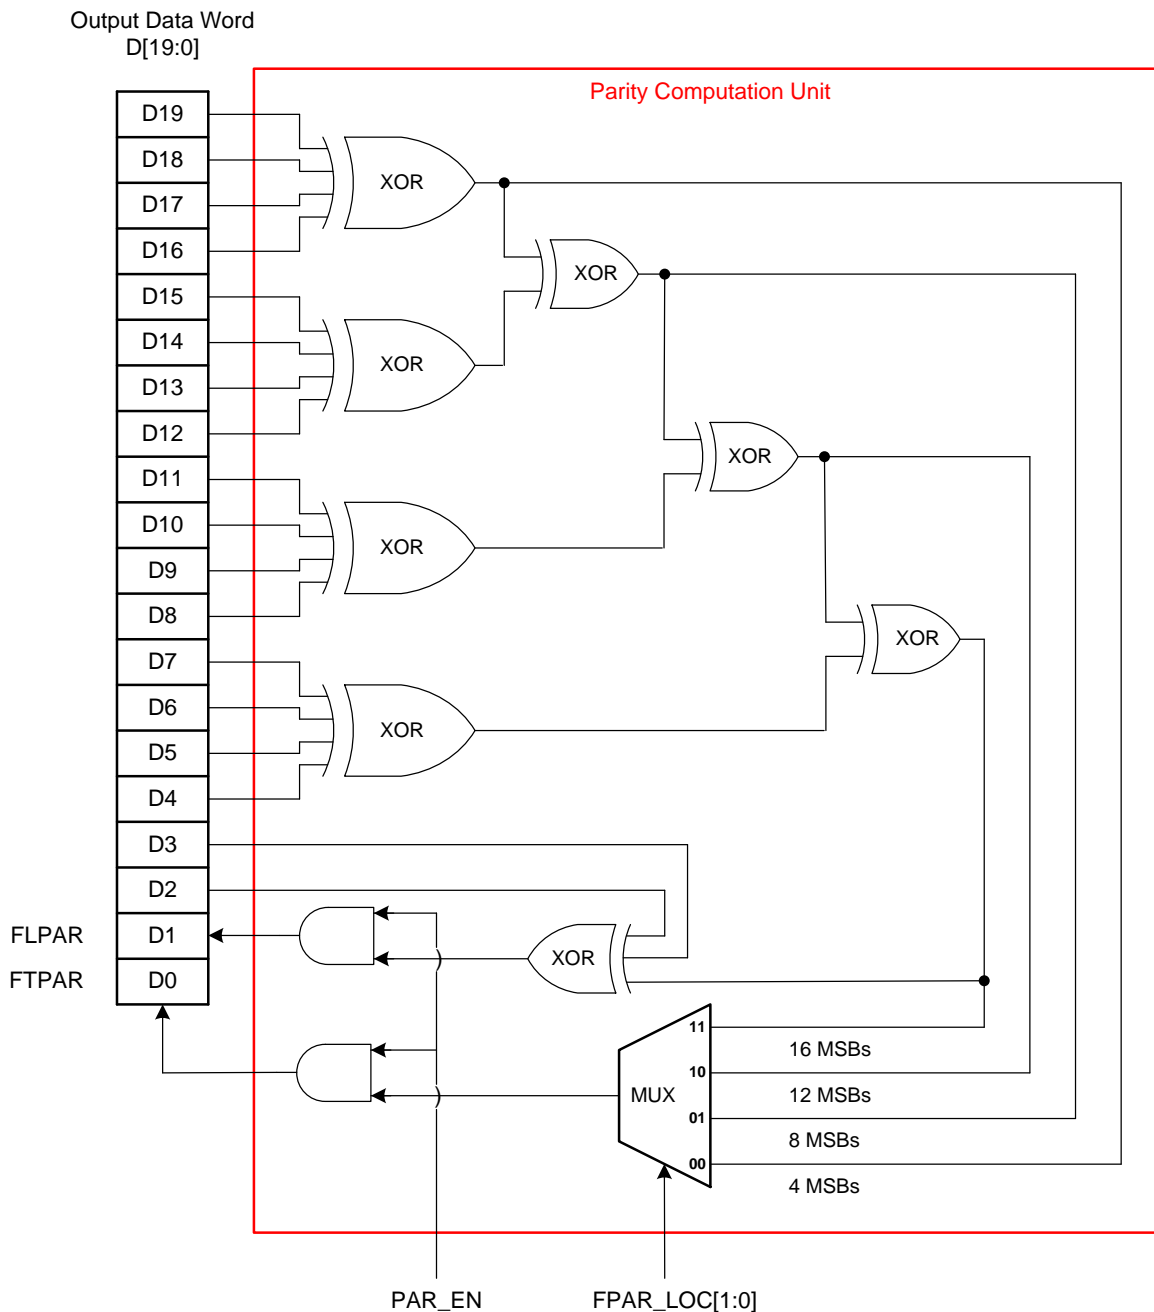 Output Data Word
D[19:0]
Parity Computation Unit
D19
D18
XOR
D17
D16
XOR
D15
D14
XOR
D13
D12
XOR
D11
D10
XOR
D9
D8
D7
XOR
D6
XOR
D5
D4
D3
D2
FLPAR
D1
XOR
FTPAR
D0
11
16 MSBs
10
MUX
12 MSBs
01
8 MSBs
00
4 MSBs
PAR_EN
FPAR_LOC[1:0]